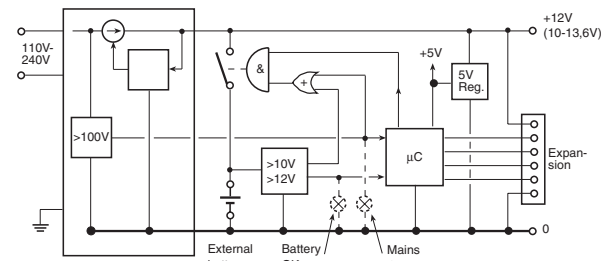 +12V
(10-13,6V)
110V-
240V
+5V
&
+
5V
Reg.
>100V
>10V
>12V
µC
Expan-
sion
0
External
Battery
Mains